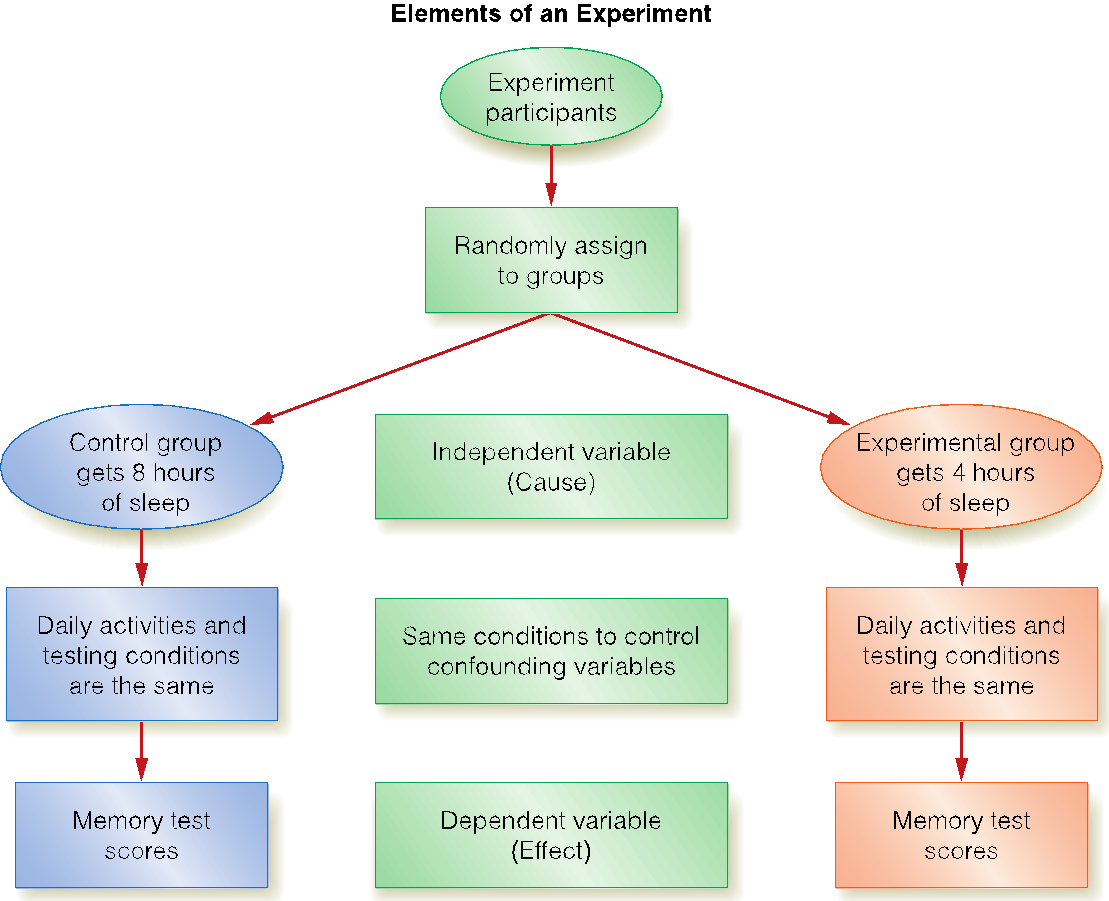 Elements of an Experiment
Experiment
participants
Randomly assign
to groups
Control group
gets 8 hours
of sleep
Independent variable
(Cause)
Experimental group
gets 4 hours
of sleep
Daily activities and
testing conditions
are the same
Same conditions to control
confounding variables
Daily activities and
testing conditions
are the same
Memory test
scores
Dependent variable
(Effect)
Memory test
scores